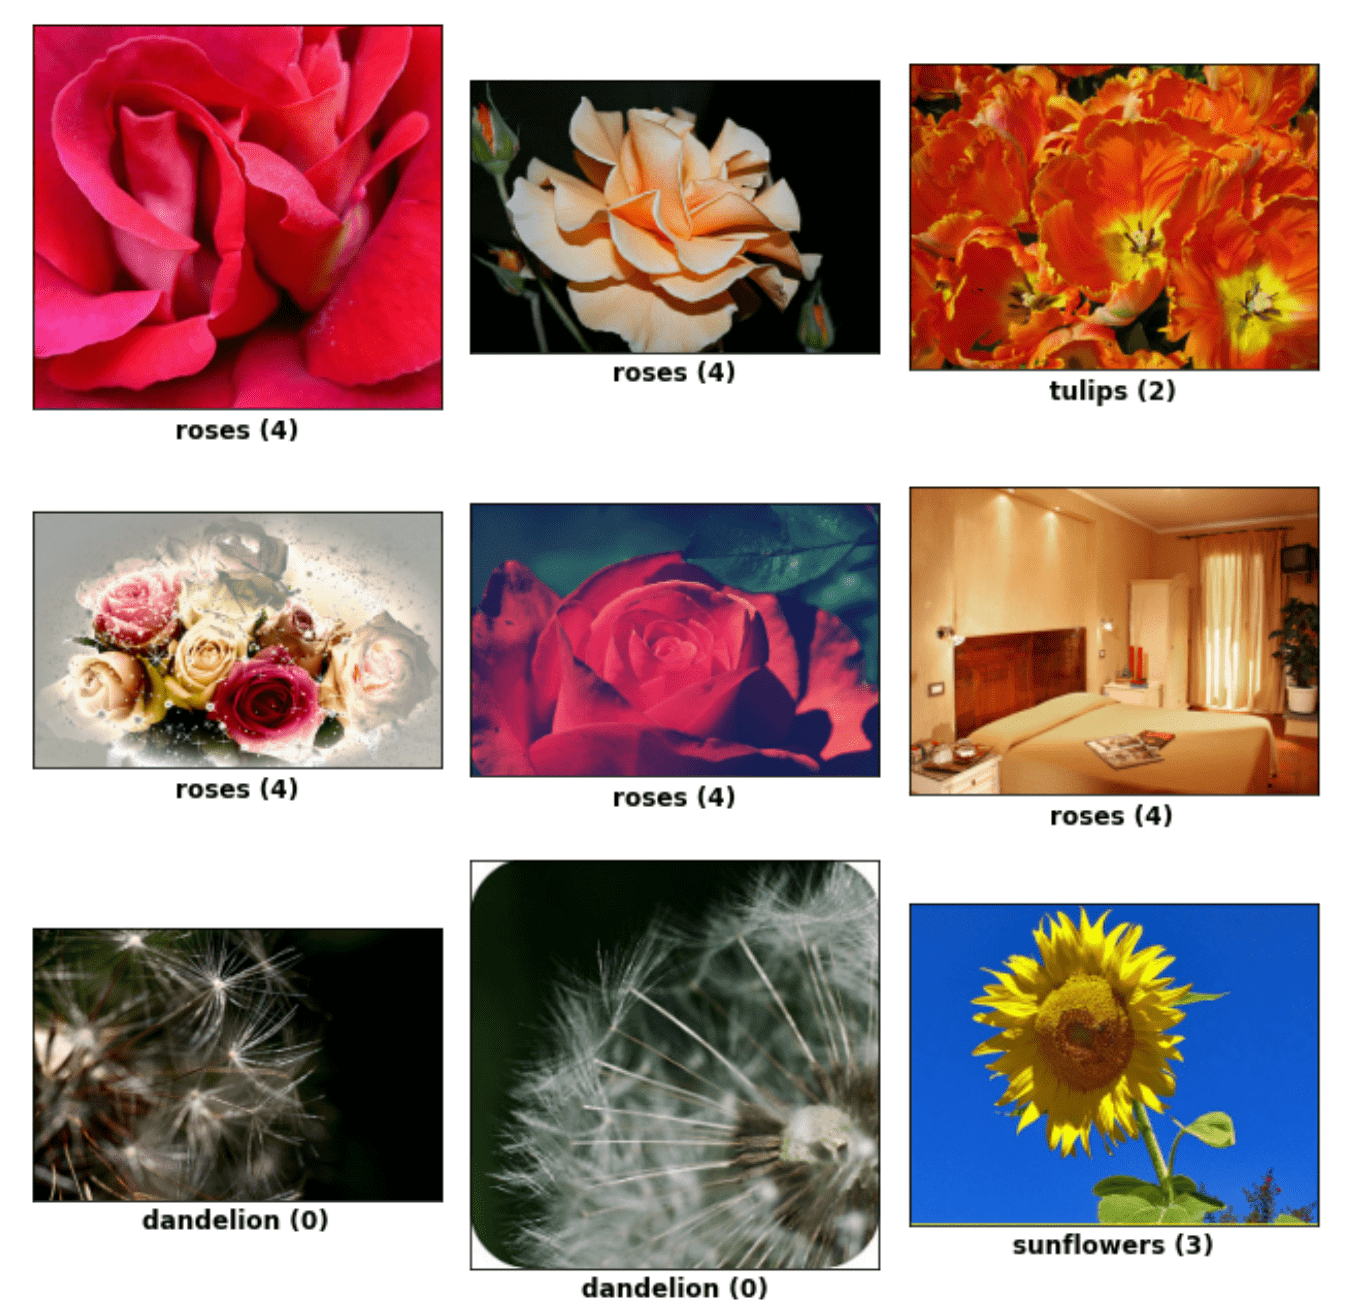 roses (4)
roses (4)
tulips (2)
roses (4)
roses (4)
roses (4)
dandelion (0)
dandelion (0)
sunflowers (3)